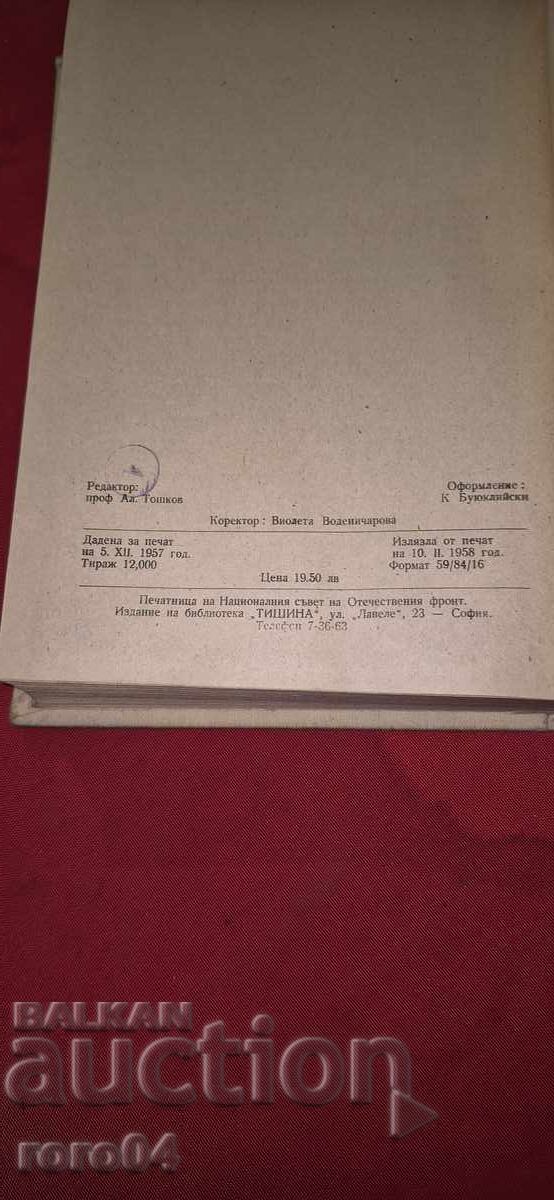 Редактор:
проф Ал. Тошков
Оформление :
К Буюклийски
Коректор : Виолета Воденичарова
Дадена за печат
на 5. XII. 1957 год.
Тираж 12,000
Излязла от печат
на 10. II. 1958 год.
Формат 59/84/16
Цена 19.50 лв
Печатница на Националния съвет на Отечествения фронт.
Издание на библиотека „ТИШИНА", ул. „Лавеле", 23 — София.
Телефон 7-36-63
BALKAN
auction
roro04